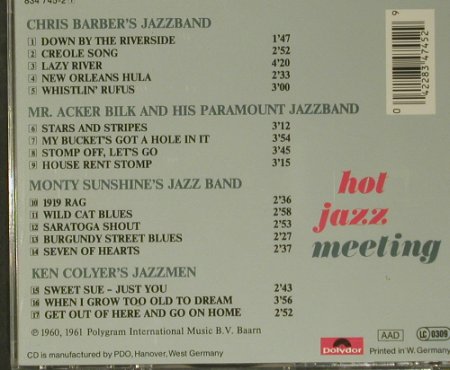 834 745-2
CHRIS BARBER'S JAZZBAND
1 DOWN BY THE RIVERSIDE 1'47
2 CREOLE SONG 2'52
3 LAZY RIVER 4'20
4 NEW ORLEANS HULA 2'33
5 WHISTLIN' RUFUS 3'00
MR. ACKER BILK AND HIS PARAMOUNT JAZZBAND
6 STARS AND STRIPES 3'12
7 MY BUCKET'S GOT A HOLE IN IT 3'54
8 STOMP OFF, LET'S GO 3'45
9 HOUSE RENT STOMP 3'15
MONTY SUNSHINE'S JAZZ BAND
10 1919 RAG 2'36
11 WILD CAT BLUES 2'58
12 SARATOGA SHOUT 2'53
13 BURGUNDY STREET BLUES 2'27
14 SEVEN OF HEARTS 2'37
KEN COLYER'S JAZZMEN
15 SWEET SUE – JUST YOU 2'43
16 WHEN I GROW TOO OLD TO DREAM 3'56
17 GET OUT OF HERE AND GO ON HOME 2'52
℗ 1960, 1961 Polygram International Music B.V. Baarn
CD is manufactured by PDO, Hanover, West Germany
0 42283 47452 9
hot
jazz
meeting
Polydor
AAD LC 0309
Printed in W. Germany